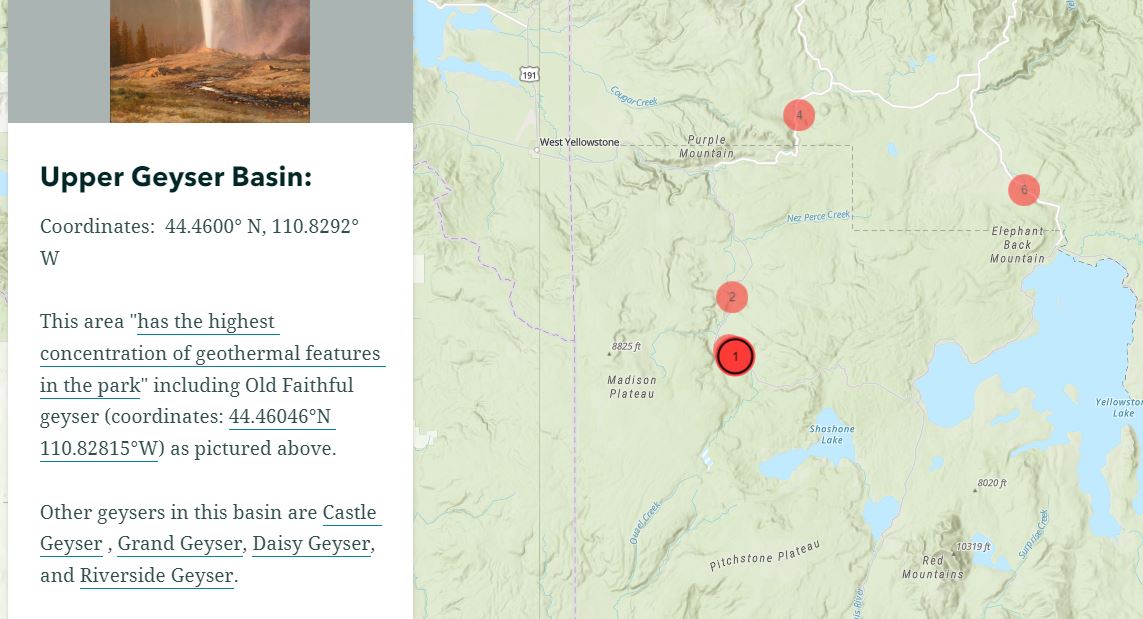 Upper Geyser Basin:
Coordinates:  44.4600° N, 110.8292°
W
This area "has the highest
concentration of geothermal features
in the park" including Old Faithful
geyser (coordinates: 44.46046°N
110.82815°W) as pictured above.
Other geysers in this basin are Castle
Geyser , Grand Geyser, Daisy Geyser,
and Riverside Geyser.
191
Cougar Creek
4
West Yellowstone
Purple
Mountain
6
Nez Perce Creek
Elephant
Back
Mountain
2
8825 ft
1
Madison
Plateau
Shoshone
Lake
Yellowston
Lake
8020 ft
Ouzel Creek
Surprise Creek
Pitchstone Plateau
10319 ft
Red
Mountains
is River